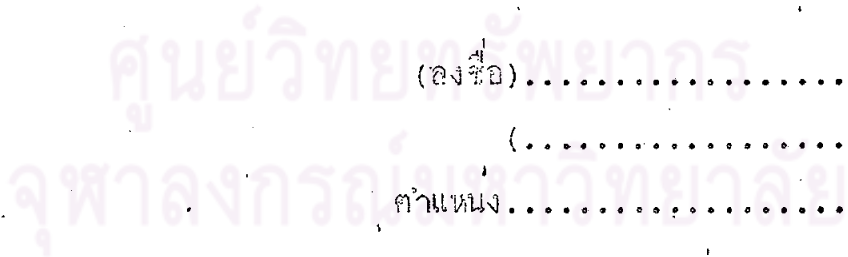 ศูนย์วิทยทรัพยากร
(ลงชื่อ)..................
(..................
จุฬาลงกรณ์มหาวิทยาลัย
ตำแหน่ง..................